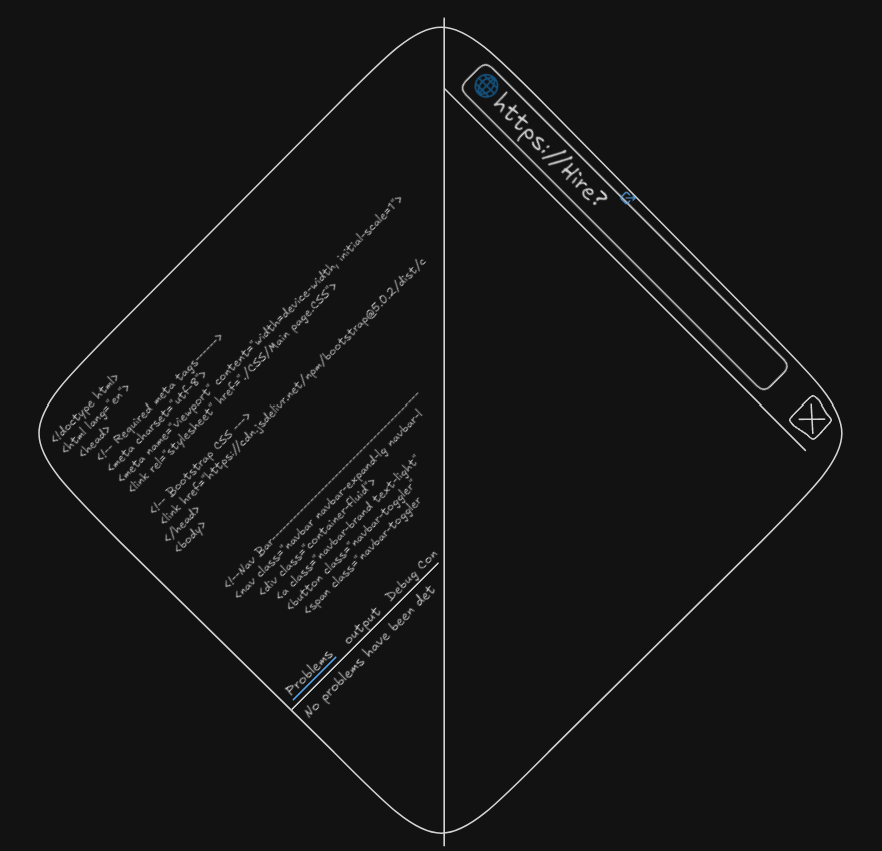 <!doctype html>
<html lang="en">
<head>
<!-- Required meta tags------>
<meta charset="utf-8">
<meta name="viewport" content="width=device-width, initial-scale=1">
<link rel="stylesheet" href="./CSS/Main page.CSS">
<!-- Bootstrap CSS --->
<link href="https://cdn.jsdelivr.net/npm/bootstrap@5.0.2/dist/c
</head>
<body>
<!--Nav Bar----------------------------------------
<nav class="navbar navbar-expand-lg navbar-l
<div class="container-fluid">
<a class="navbar-brand text-light"
<button class="navbar-toggler"
<span class="navbar-toggler
Problems output Debug Con
No problems have been det
https://Hire?